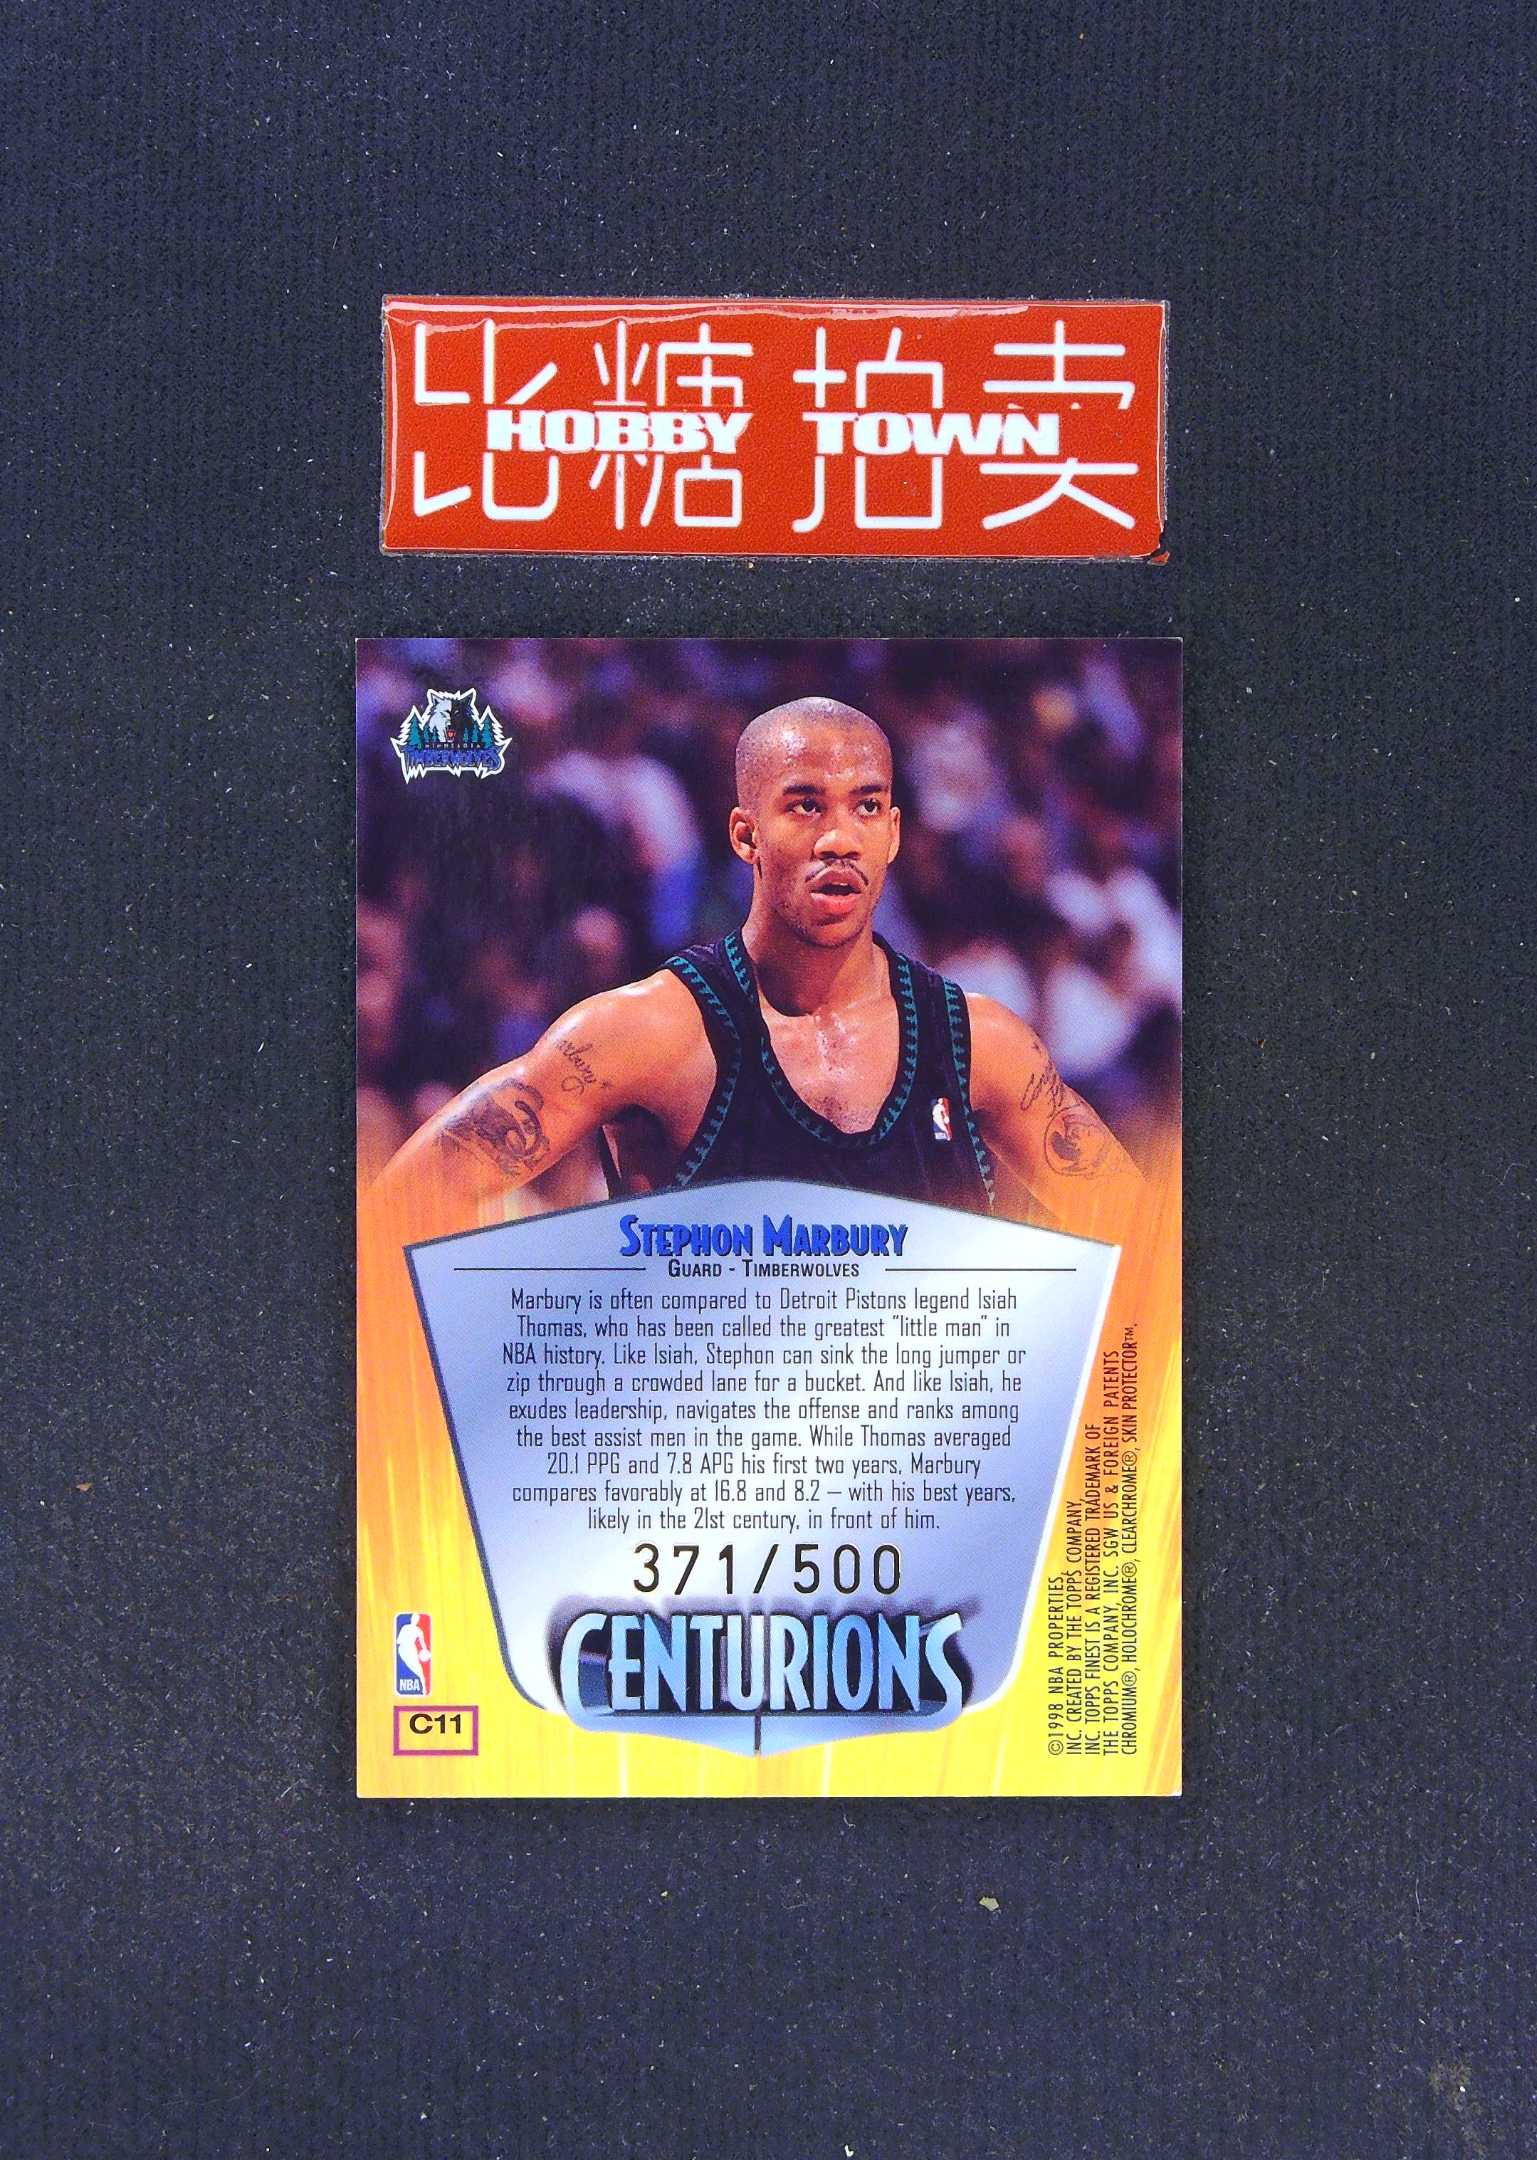 比糖拍卖
HOBBY TOWN
MINNESOTA
TIMBERWOLVES
STEPHON MARBURY
GUARD - TIMBERWOLVES
Marbury is often compared to Detroit Pistons legend Isiah
Thomas, who has been called the greatest "little man" in
NBA history. Like Isiah, Stephon can sink the long jumper or
zip through a crowded lane for a bucket. And like Isiah, he
exudes leadership, navigates the offense and ranks among
the best assist men in the game. While Thomas averaged
20.1 PPG and 7.8 APG his first two years, Marbury
compares favorably at 16.8 and 8.2 — with his best years,
likely in the 21st century, in front of him.
371/500
CENTURIONS
NBA
C11
©1998 NBA PROPERTIES,
INC. CREATED BY THE TOPPS COMPANY,
INC. TOPPS FINEST IS A REGISTERED TRADEMARK OF
THE TOPPS COMPANY, INC. SGW US & FOREIGN PATENTS
CHROMIUM®, HOLOCHROME®, CLEARCHROME®, SKIN PROTECTOR™.